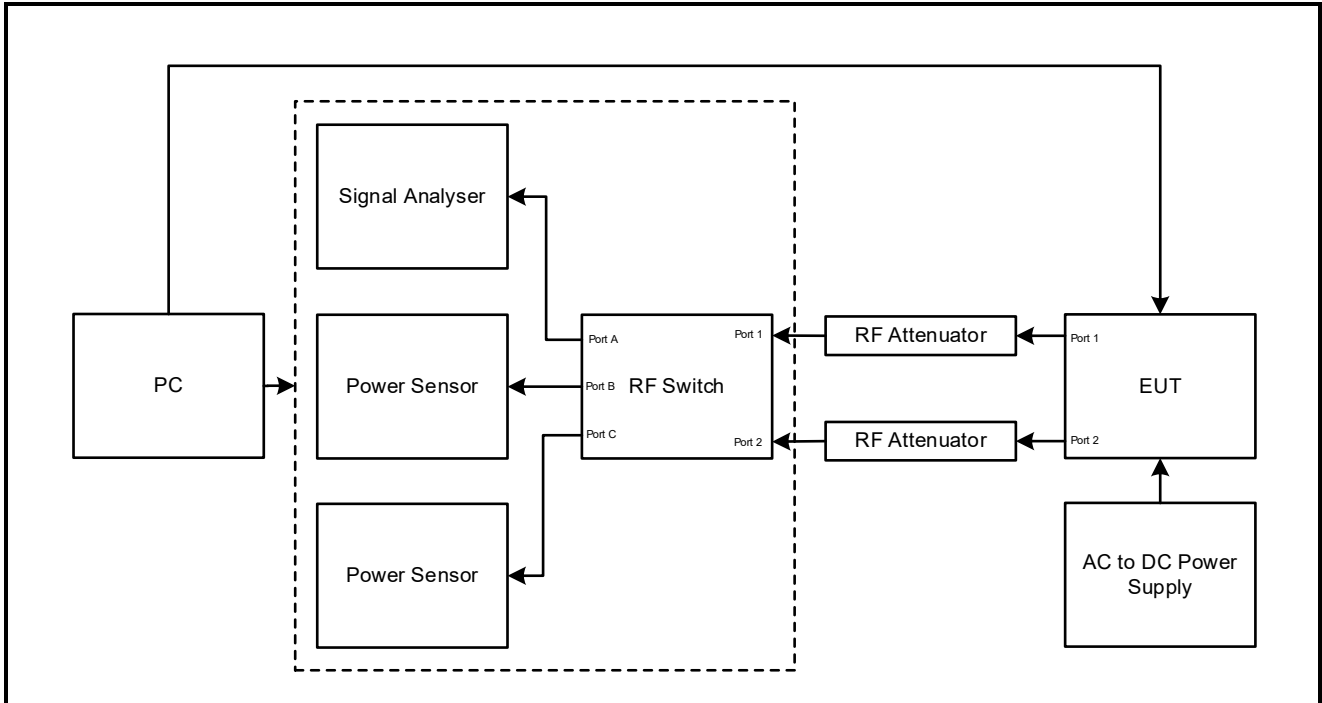 Signal Analyser
Port A
Port 1
RF Attenuator
Port 1
PC
Power Sensor
Port B
RF Switch
EUT
Port C
Port 2
RF Attenuator
Port 2
Power Sensor
AC to DC Power
Supply